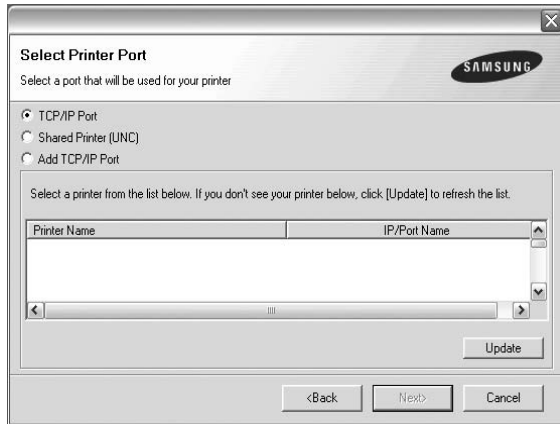 Select Printer Port
Select a port that will be used for your printer
SAMSUNG
TCP/IP Port
Shared Printer (UNC)
Add TCP/IP Port
Select a printer from the list below. If you don't see your printer below, click [Update] to refresh the list.
Printer Name IP/Port Name
Update
<Back Next> Cancel